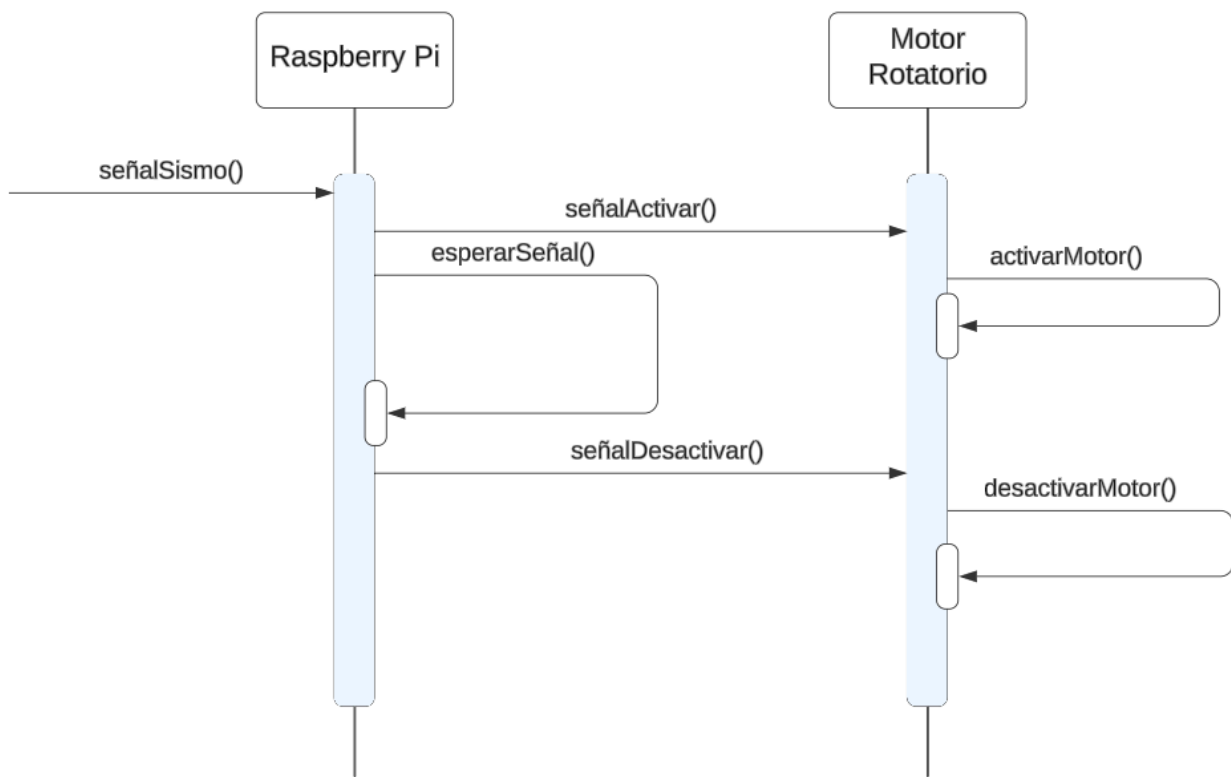 Raspberry Pi
Motor
Rotatorio
señalSismo()
señalActivar()
esperarSeñal()
activarMotor()
señalDesactivar()
desactivarMotor()